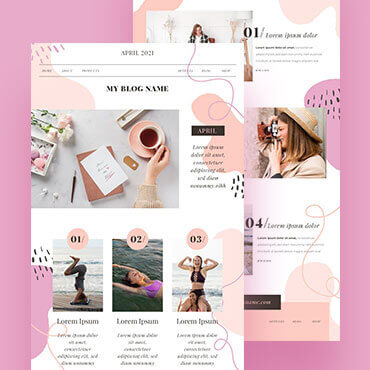 APRIL 2021
HOME ABOUT PRODUCTS ARTICLES BLOG SHOP
MY BLOG NAME
APRIL
Lorem ipsum
dolor sit amet,
consectetuer
adipiscing elit,
sed diam
nonummy nibh
01 02 03
Lorem Ipsum Lorem Ipsum Lorem Ipsum
Lorem ipsum Lorem ipsum Lorem ipsum
dolor sit amet, dolor sit amet, dolor sit amet,
consectetuer consectetuer consectetuer
adipiscing elit, adipiscing elit, adipiscing elit,
sed diam sed diam sed diam
01/ Lorem ipsum dolor
04/ Lorem ipsum dolor
BLOG SHOP